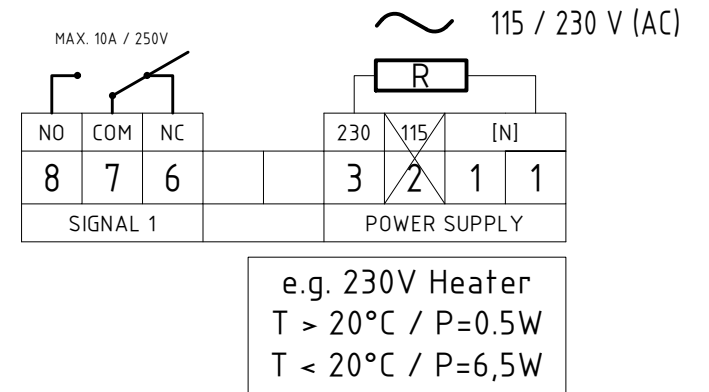 115 / 230 V (AC)
MAX. 10A / 250V
R
NO COM NC 230 115 [N]
8 7 6 3 2 1 1
SIGNAL 1 POWER SUPPLY
e.g. 230V Heater
T > 20°C / P=0.5W
T < 20°C / P=6,5W